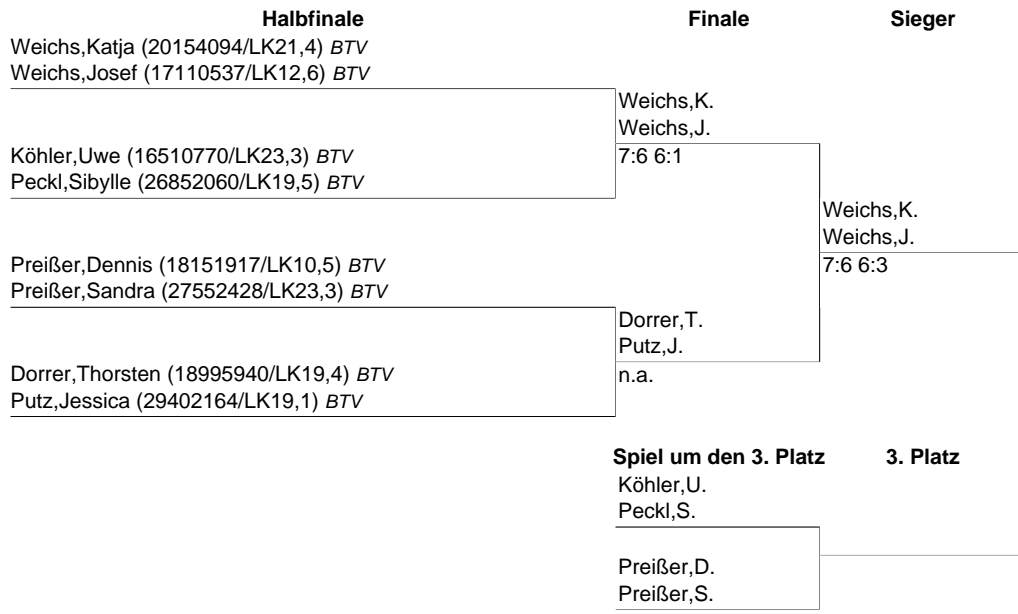 Halbfinale Finale Sieger
Weichs,Katja (20154094/LK21,4) BTV
Weichs,Josef (17110537/LK12,6) BTV
Weichs,K.
Weichs,J.
Köhler,Uwe (16510770/LK23,3) BTV 7:6 6:1
Peckl,Sibylle (26852060/LK19,5) BTV
Weichs,K.
Weichs,J.
Preißer,Dennis (18151917/LK10,5) BTV 7:6 6:3
Preißer,Sandra (27552428/LK23,3) BTV
Dorrer,T.
Putz,J.
Dorrer,Thorsten (18995940/LK19,4) BTV n.a.
Putz,Jessica (29402164/LK19,1) BTV
Spiel um den 3. Platz 3. Platz
Köhler,U.
Peckl,S.
Preißer,D.
Preißer,S.